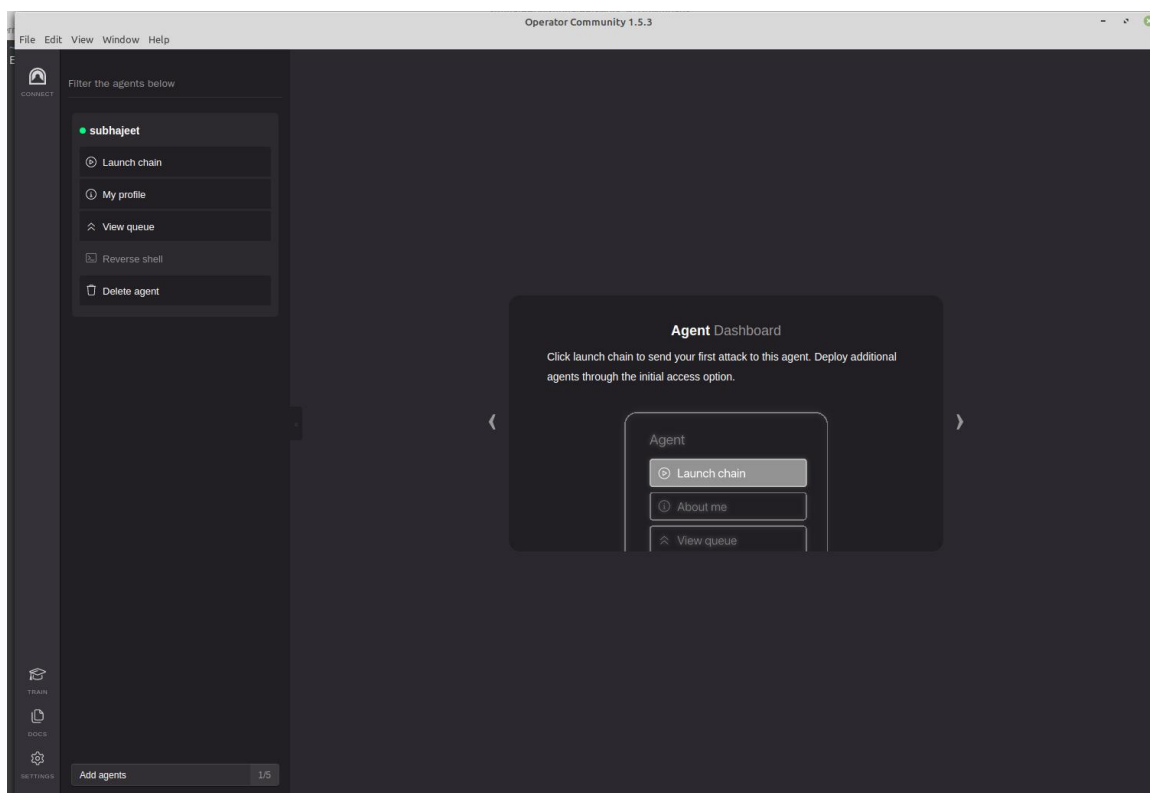 Operator Community 1.5.3
File Edit View Window Help
CONNECT
Filter the agents below
subhajeet
Launch chain
My profile
View queue
Reverse shell
Delete agent
Agent Dashboard
Click launch chain to send your first attack to this agent. Deploy additional
agents through the initial access option.
Agent
Launch chain
About me
View queue
TRAIN
DOCS
SETTINGS
Add agents 1/5